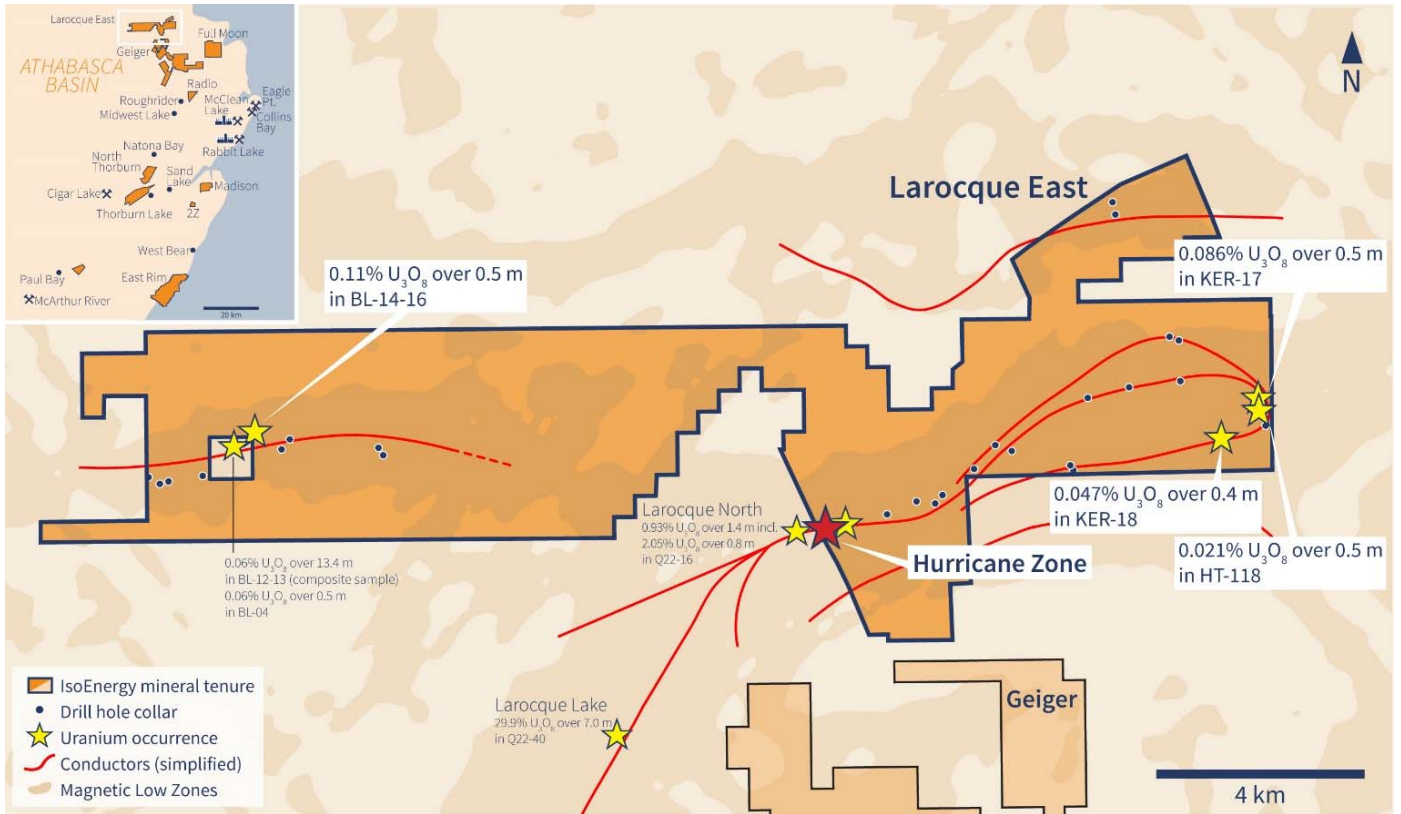 Larocque East
Full Moon
Geiger
ATHABASCA
BASIN
Radio
Roughrider
McClean
Lake
Eagle
Pt.
Midwest Lake
Collins
Bay
Natona Bay
Rabbit Lake
North
Thorburn
Sand
Lake
Cigar Lake
Madison
Thorburn Lake
2Z
West Bear
Paul Bay
East Rim
McArthur River
20 km
N
Larocque East
0.11% U₃O₈ over 0.5 m
in BL-14-16
0.086% U₃O₈ over 0.5 m
in KER-17
0.047% U₃O₈ over 0.4 m
in KER-18
0.021% U₃O₈ over 0.5 m
in HT-118
Larocque North
0.93% U₃O₈ over 1.4 m incl.
2.05% U₃O₈ over 0.8 m
in Q22-16
Hurricane Zone
0.06% U₃O₈ over 13.4 m
in BL-12-13 (composite sample)
0.06% U₃O₈ over 0.5 m
in BL-04
Larocque Lake
29.9% U₃O₈ over 7.0 m
in Q22-40
Geiger
IsoEnergy mineral tenure
Drill hole collar
Uranium occurrence
Conductors (simplified)
Magnetic Low Zones
4 km